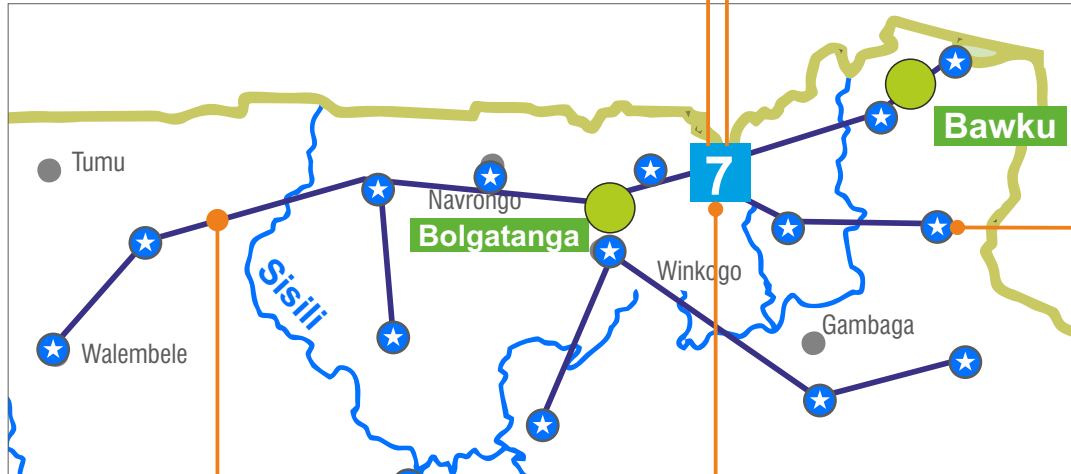 Bawku
Tumu
7
Navrongo
Bolgatanga
Winkogo
Sisili
Gambaga
Walembele